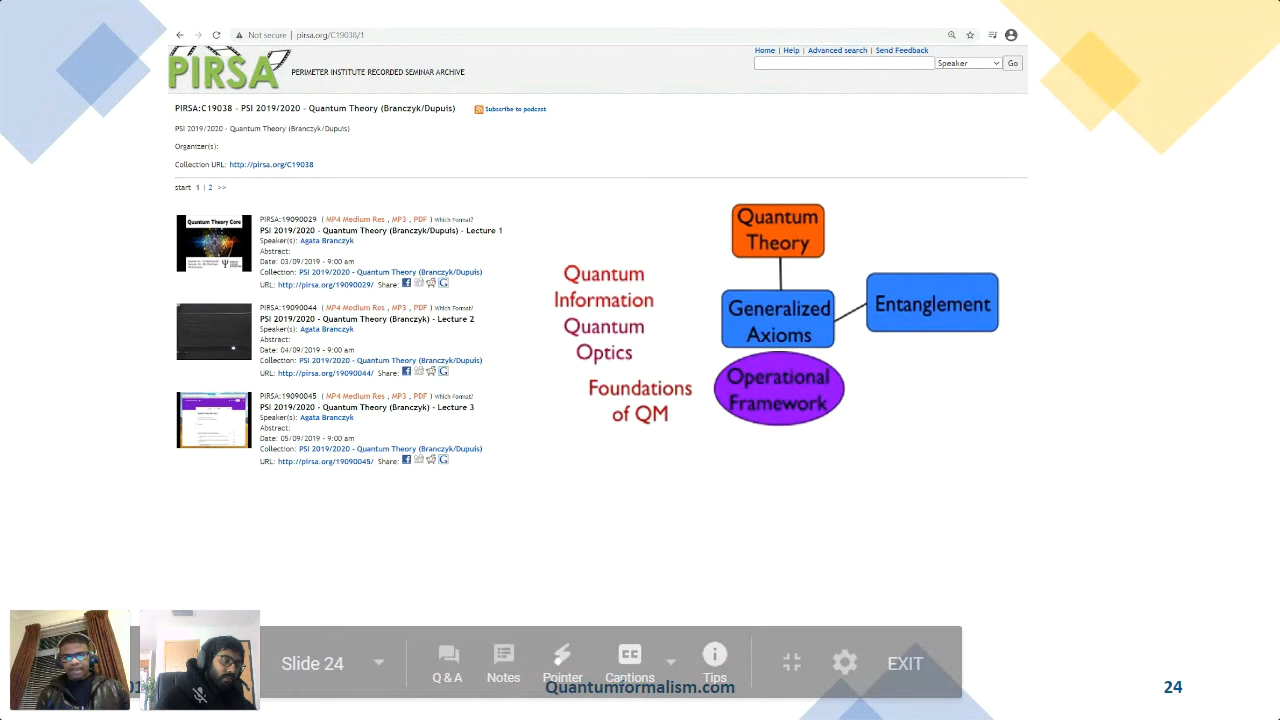 Not secure | pirsa.org/C19038/1
Home | Help | Advanced search | Send Feedback
PIRSA PERIMETER INSTITUTE RECORDED SEMINAR ARCHIVE
Speaker Go
PIRSA:C19038 - PSI 2019/2020 - Quantum Theory (Branczyk/Dupuis) Subscribe to podcast
PSI 2019/2020 - Quantum Theory (Branczyk/Dupuis)
Organizer(s):
Collection URL: http://pirsa.org/C19038
start 1 | 2 >>
Quantum Theory Core
PIRSA:19090029 ( MP4 Medium Res , MP3 , PDF ) Which Format?
PSI 2019/2020 - Quantum Theory (Branczyk/Dupuis) - Lecture 1
Speaker(s): Agata Branczyk
Abstract:
Date: 03/09/2019 - 9:00 am
Collection: PSI 2019/2020 - Quantum Theory (Branczyk/Dupuis)
URL: http://pirsa.org/19090029/ Share:
PIRSA:19090044 ( MP4 Medium Res , MP3 , PDF ) Which Format?
PSI 2019/2020 - Quantum Theory (Branczyk) - Lecture 2
Speaker(s): Agata Branczyk
Abstract:
Date: 04/09/2019 - 9:00 am
Collection: PSI 2019/2020 - Quantum Theory (Branczyk/Dupuis)
URL: http://pirsa.org/19090044/ Share:
PIRSA:19090045 ( MP4 Medium Res , MP3 , PDF ) Which Format?
PSI 2019/2020 - Quantum Theory (Branczyk) - Lecture 3
Speaker(s): Agata Branczyk
Abstract:
Date: 05/09/2019 - 9:00 am
Collection: PSI 2019/2020 - Quantum Theory (Branczyk/Dupuis)
URL: http://pirsa.org/19090045/ Share:
Quantum
Information
Quantum
Optics
Foundations
of QM
Quantum
Theory
Generalized
Axioms
Entanglement
Operational
Framework
Slide 24
Q & A
Notes
Pointer
Captions
Tips
EXIT
Quantumformalism.com
24